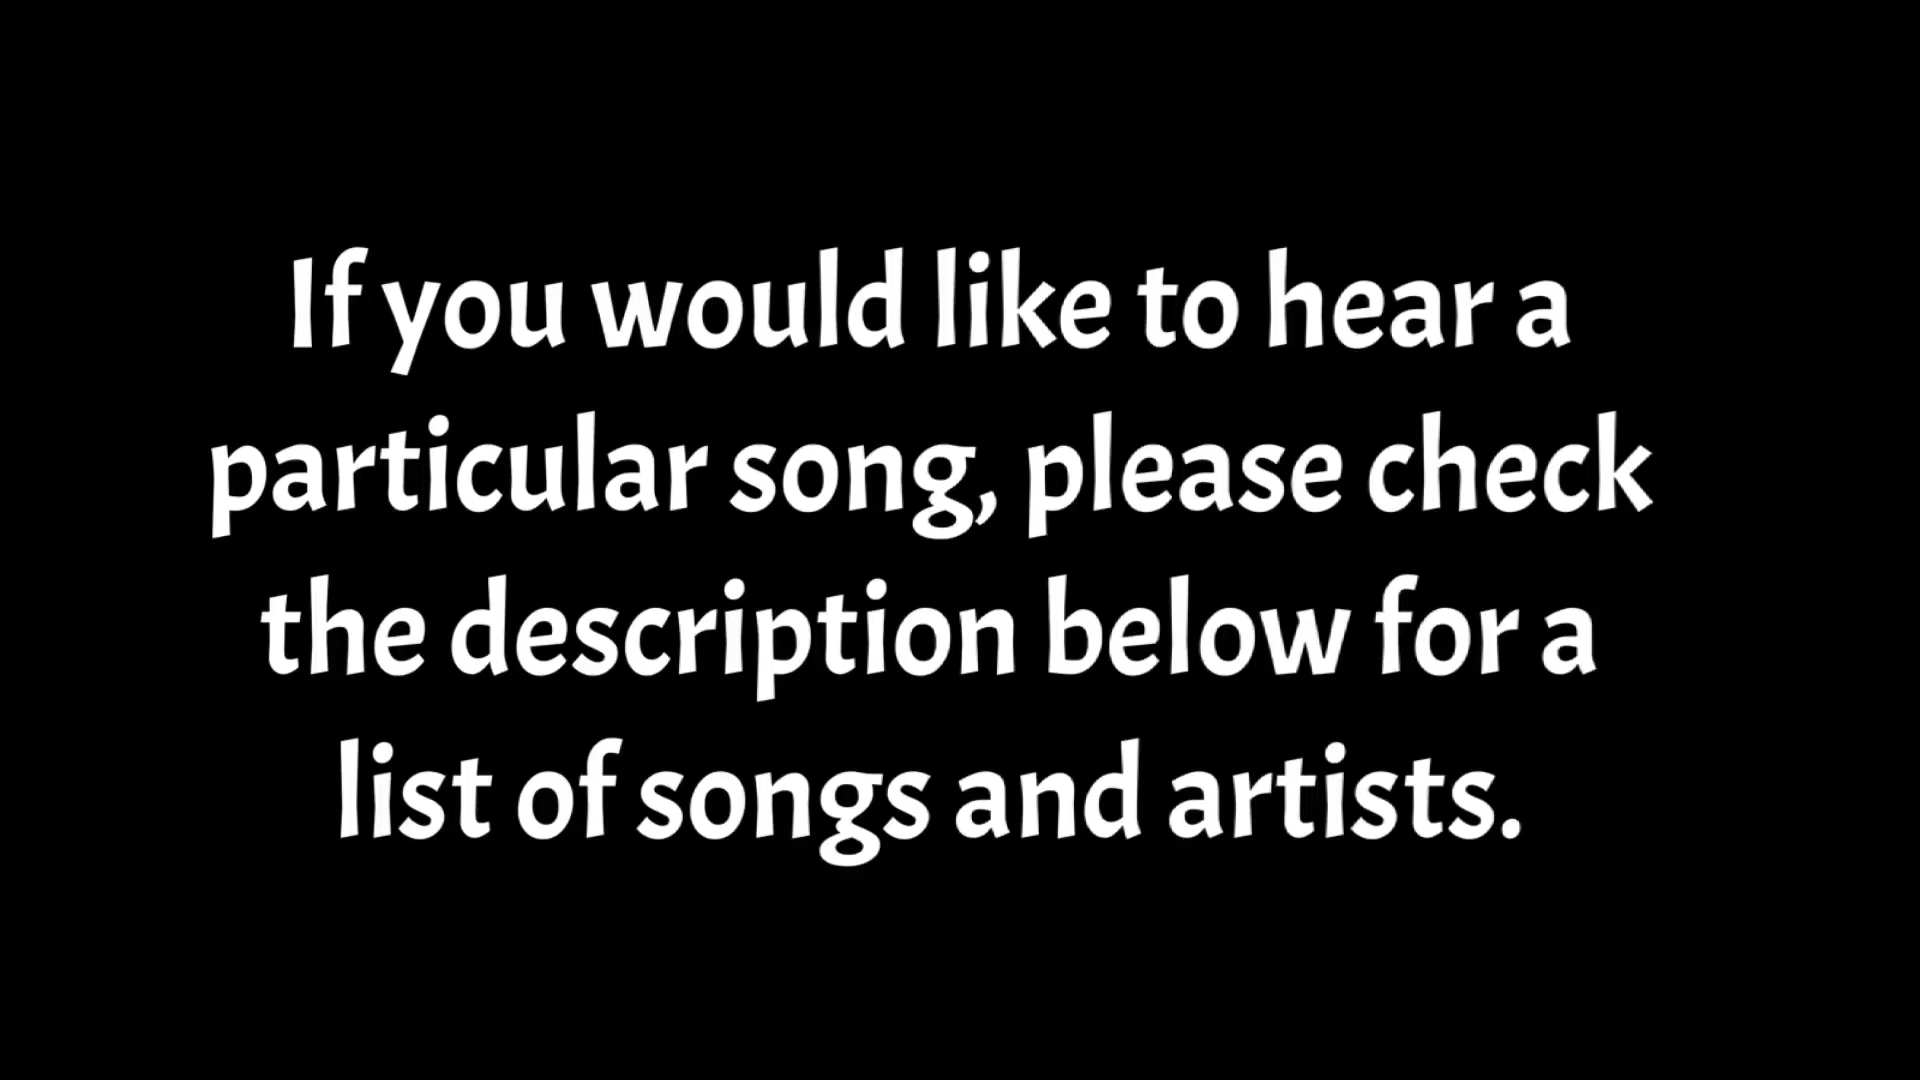 If you would like to hear a
particular song, please check
the description below for a
list of songs and artists.